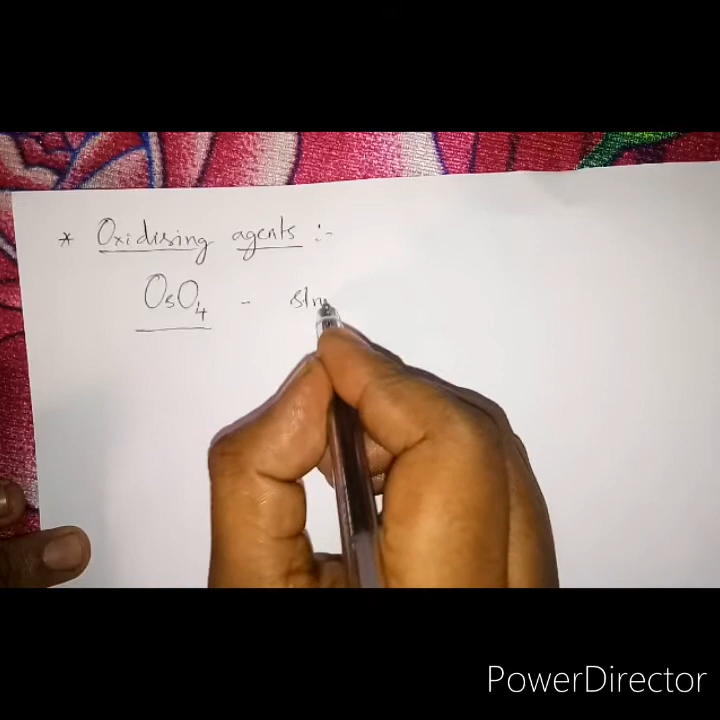 * Oxidising agents :-
OsO4 -
PowerDirector